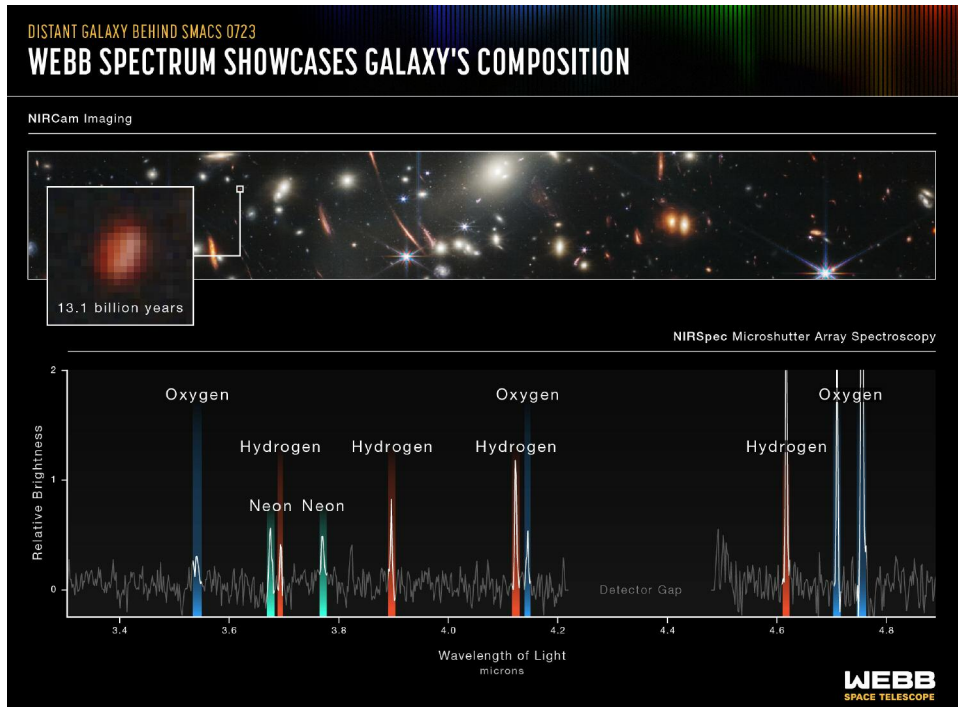 DISTANT GALAXY BEHIND SMACS 0723
WEBB SPECTRUM SHOWCASES GALAXY'S COMPOSITION
NIRCam Imaging
13.1 billion years
NIRSpec Microshutter Array Spectroscopy
2
Oxygen Oxygen Oxygen
Hydrogen Hydrogen Hydrogen Hydrogen
Neon Neon
1
Relative Brightness
0
Detector Gap
3.4 3.6 3.8 4.0 4.2 4.4 4.6 4.8
Wavelength of Light
microns
WEBB
SPACE TELESCOPE